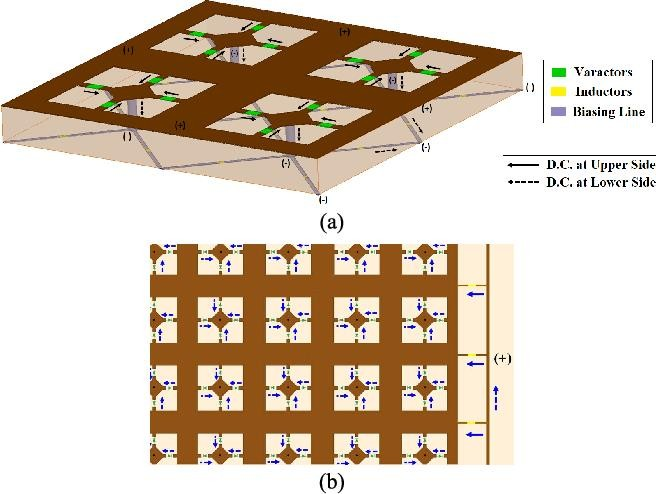 (+)
(+)
(-)
(-)
(-)
(+)
(+)
( )
(-)
(-)
(-)
Varactors
Inductors
Biasing Line
D.C. at Upper Side
D.C. at Lower Side
(a)
(+)
(b)